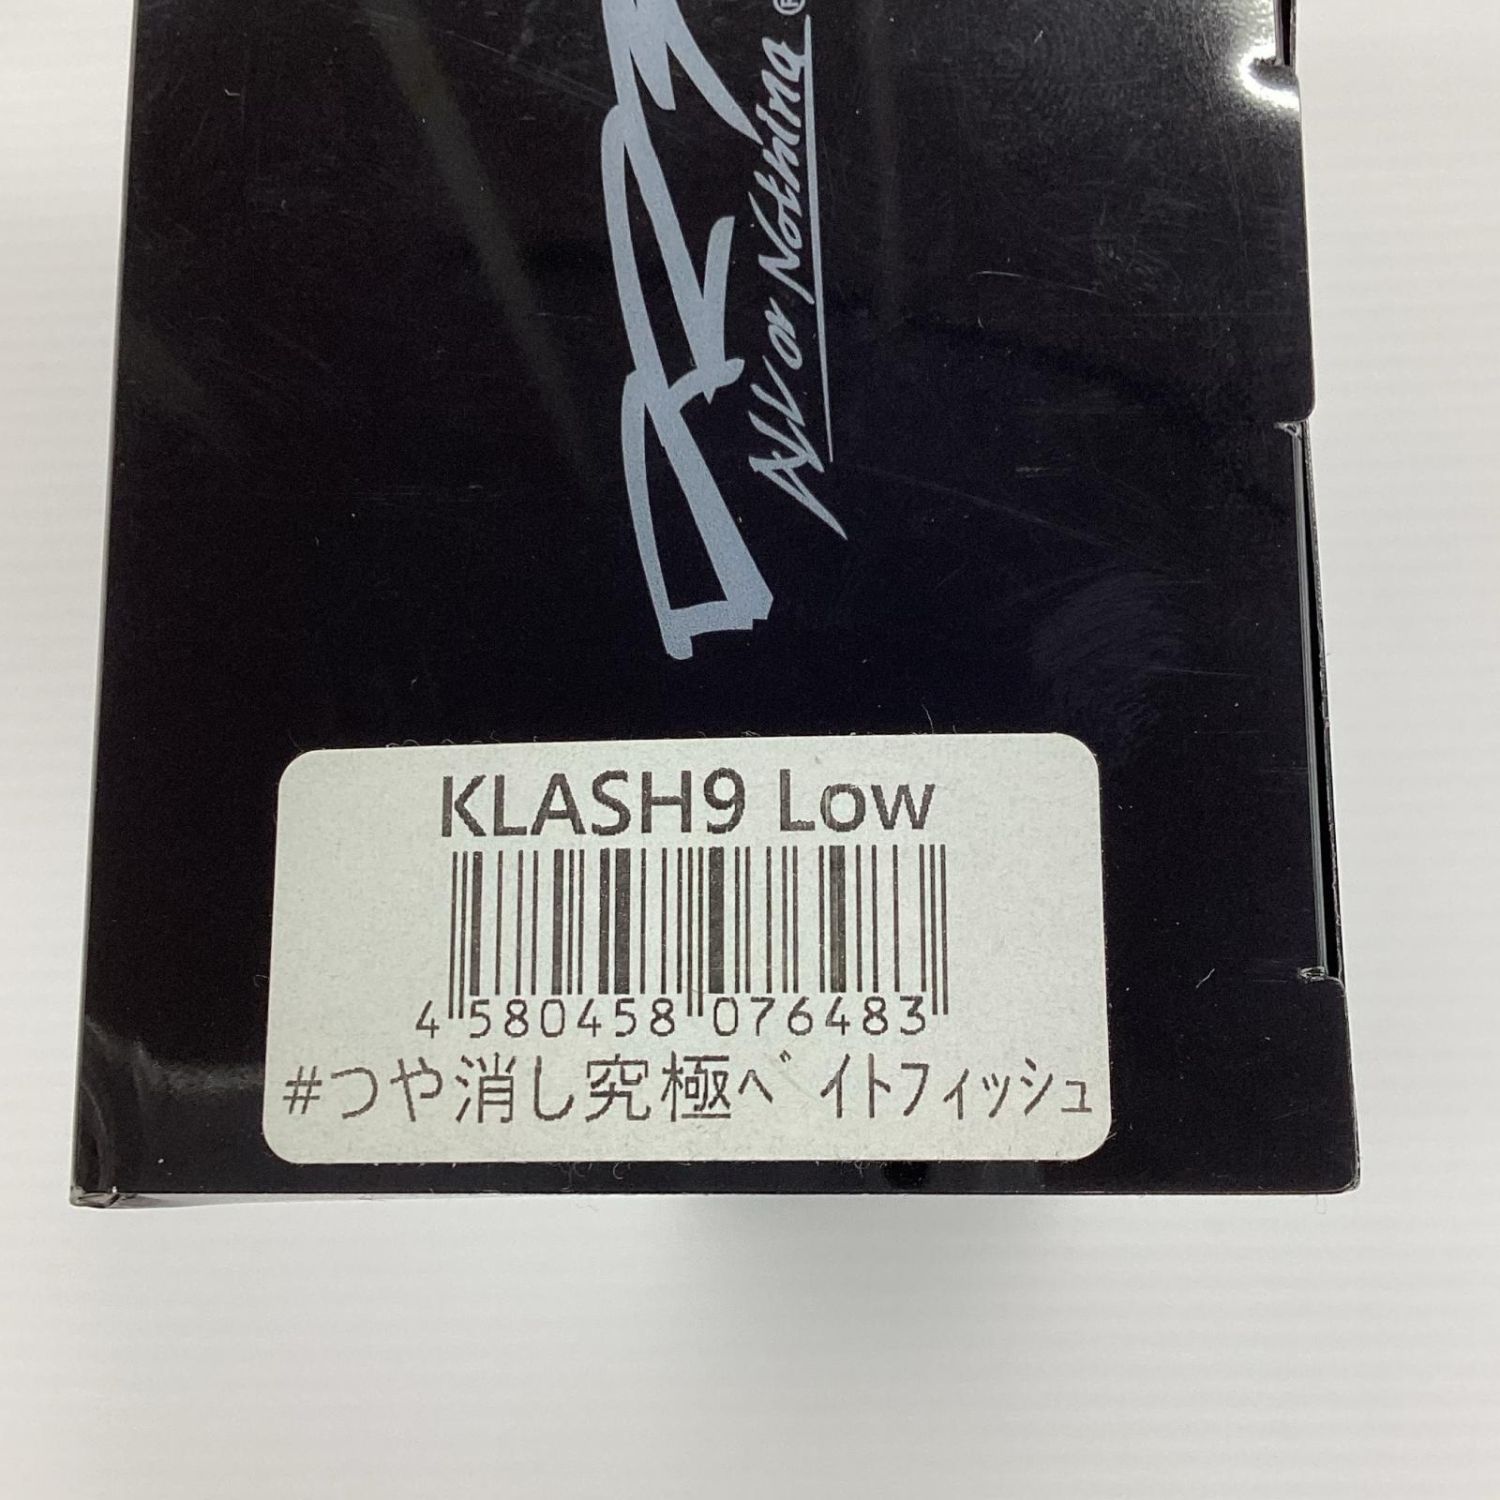 All or Nothing®
KLASH9 Low
4 580458 076483
#つや消し究極ﾍﾞｲﾄﾌｨｯｼｭ